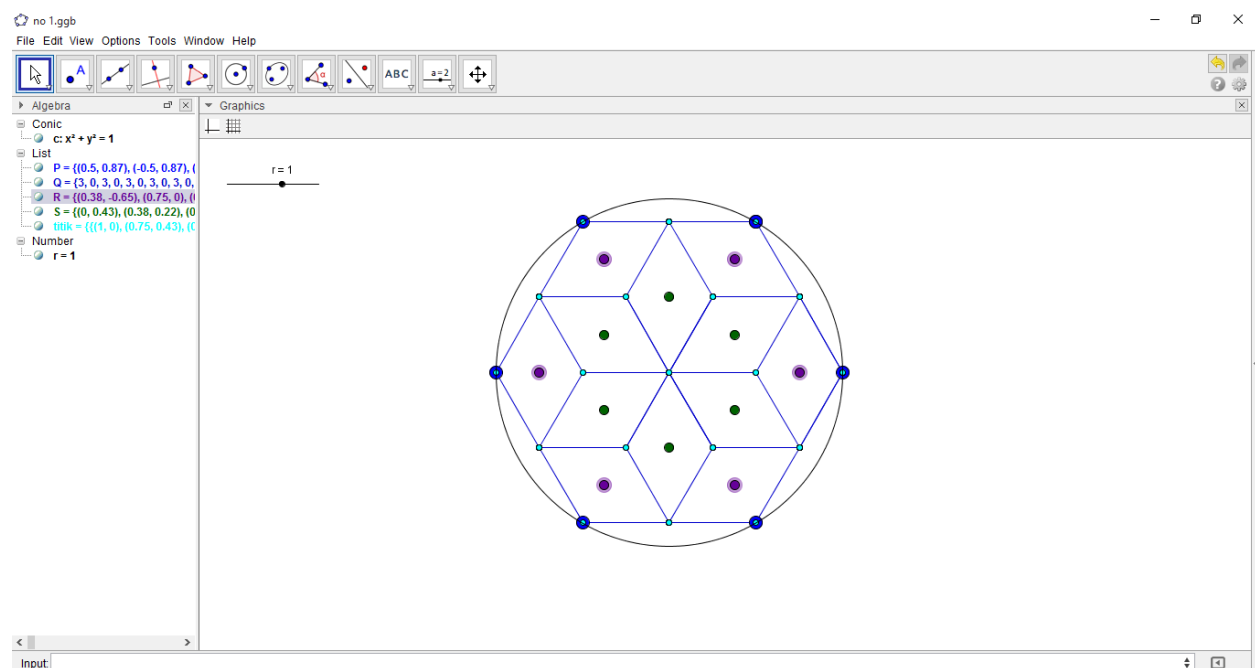 no 1.ggb
File Edit View Options Tools Window Help
A
α
ABC
a=2
Algebra
Graphics
Conic
c: x² + y² = 1
List
P = {(0.5, 0.87), (-0.5, 0.87), (
Q = {3, 0, 3, 0, 3, 0, 3, 0, 3, 0,
R = {(0.38, -0.65), (0.75, 0), (
S = {(0, 0.43), (0.38, 0.22), (0
titik = {((1, 0), (0.75, 0.43), (
Number
r = 1
r = 1
Input: